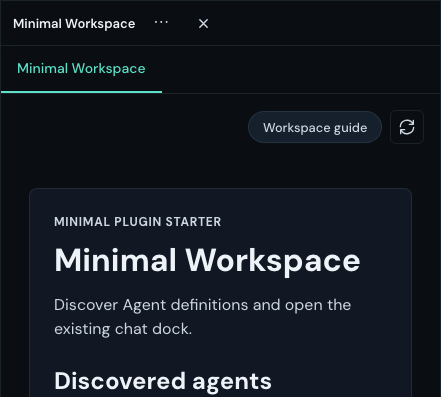 Minimal Workspace ... ×
Minimal Workspace
Workspace guide
MINIMAL PLUGIN STARTER
Minimal Workspace
Discover Agent definitions and open the
existing chat dock.
Discovered agents